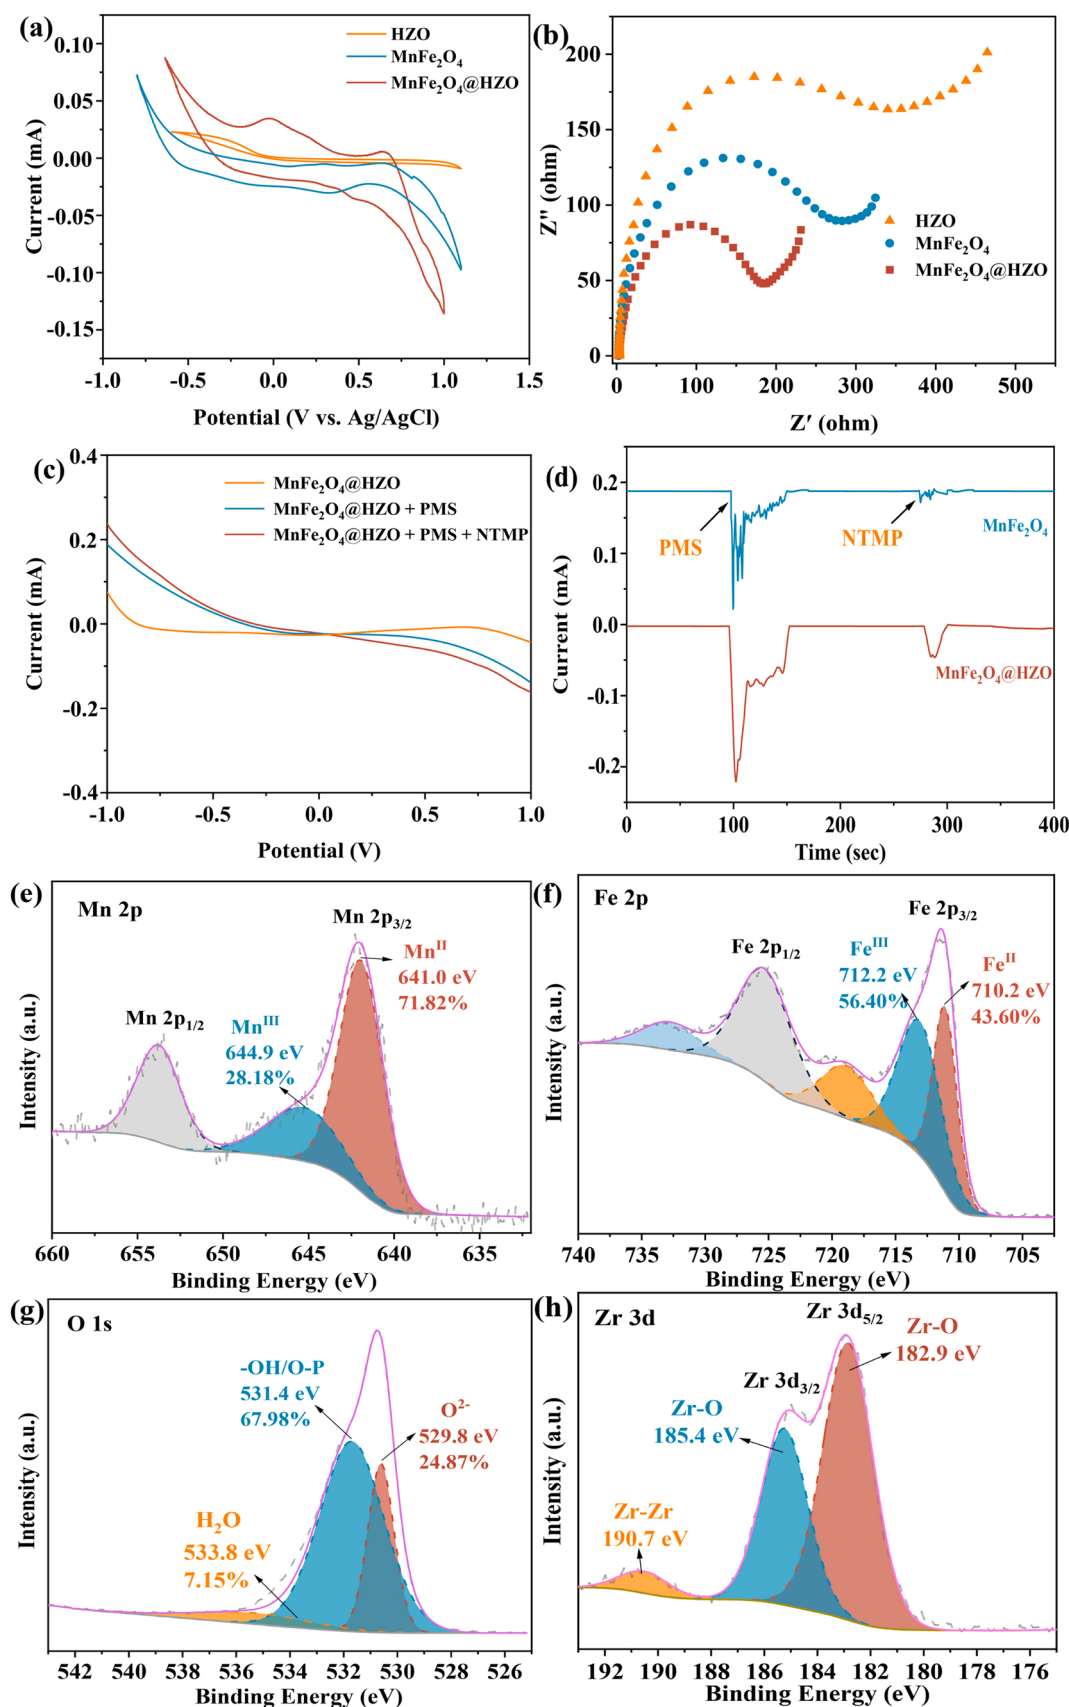 (a)
HZO
MnFe₂O₄
MnFe₂O₄@HZO
0.10
0.05
0.00
-0.05
-0.10
-0.15
Current (mA)
-1.0 -0.5 0.0 0.5 1.0 1.5
Potential (V vs. Ag/AgCl)
(b)
200
150
100
50
0
Z'' (ohm)
HZO
MnFe₂O₄
MnFe₂O₄@HZO
0 100 200 300 400 500
Z' (ohm)
(c)
MnFe₂O₄@HZO
MnFe₂O₄@HZO + PMS
MnFe₂O₄@HZO + PMS + NTMP
0.4
0.2
0.0
-0.2
-0.4
Current (mA)
-1.0 -0.5 0.0 0.5 1.0
Potential (V)
(d)
0.2
0.1
0.0
-0.1
-0.2
Current (mA)
PMS
NTMP
MnFe₂O₄
MnFe₂O₄@HZO
0 100 200 300 400
Time (sec)
(e)
Mn 2p
Mn 2p₃/₂
Mnᴵᴵ
641.0 eV
71.82%
Mn 2p₁/₂
Mnᴵᴵᴵ
644.9 eV
28.18%
Intensity (a.u.)
660 655 650 645 640 635
Binding Energy (eV)
(f)
Fe 2p
Fe 2p₃/₂
Fe 2p₁/₂
Feᴵᴵᴵ
712.2 eV
56.40%
Feᴵᴵ
710.2 eV
43.60%
Intensity (a.u.)
740 735 730 725 720 715 710 705
Binding Energy (eV)
(g)
O 1s
-OH/O-P
531.4 eV
67.98%
O²⁻
529.8 eV
24.87%
H₂O
533.8 eV
7.15%
Intensity (a.u.)
542 540 538 536 534 532 530 528 526
Binding Energy (eV)
(h)
Zr 3d
Zr 3d₅/₂
Zr-O
182.9 eV
Zr 3d₃/₂
Zr-O
185.4 eV
Zr-Zr
190.7 eV
Intensity (a.u.)
192 190 188 186 184 182 180 178 176
Binding Energy (eV)